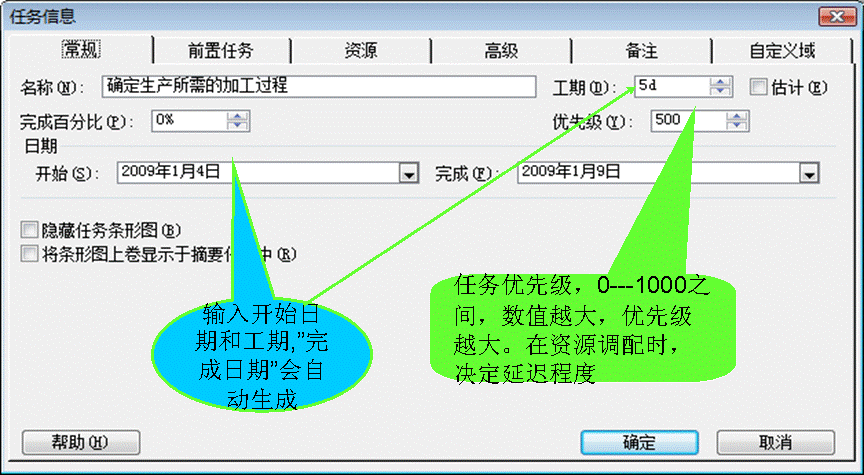 任务信息
常规 前置任务 资源 高级 备注 自定义域
名称(N): 确定生产所需的加工过程 工期(D): 5d 估计(E)
完成百分比(P): 0% 优先级(Y): 500
日期
开始(S): 2009年1月4日 完成(F): 2009年1月9日
隐藏任务条形图(B)
将条形图上卷显示于摘要 中(R)
输入开始日
期和工期,”完
成日期”会自
动生成
任务优先级，0---1000之
间，数值越大，优先级
越大。在资源调配时，
决定延迟程度
帮助(H) 确定 取消